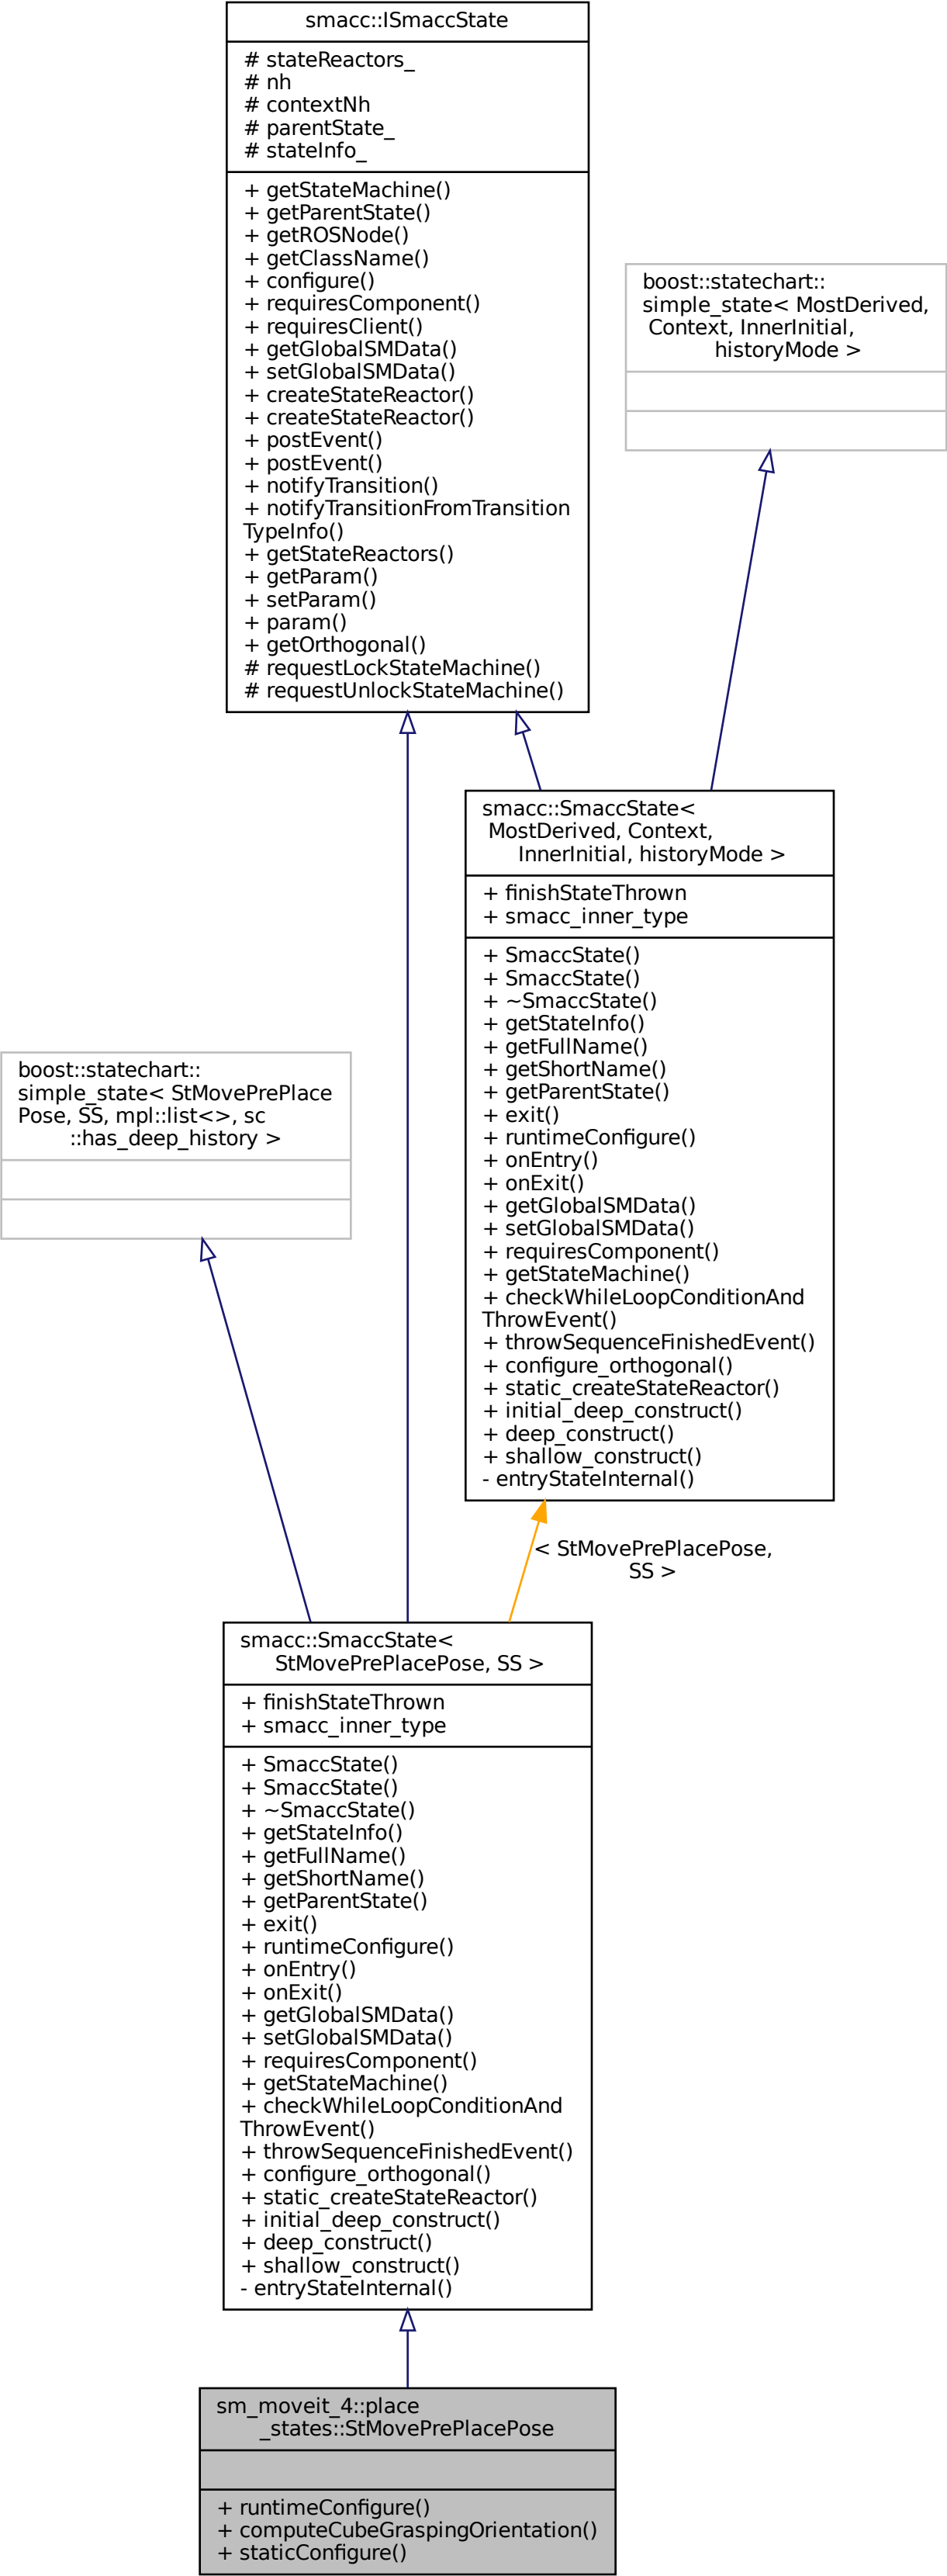 smacc::ISmaccState
# stateReactors_
# nh
# contextNh
# parentState_
# stateInfo_
+ getStateMachine()
+ getParentState()
+ getROSNode()
+ getClassName()
+ configure()
+ requiresComponent()
+ requiresClient()
+ getGlobalSMData()
+ setGlobalSMData()
+ createStateReactor()
+ createStateReactor()
+ postEvent()
+ postEvent()
+ notifyTransition()
+ notifyTransitionFromTransition
TypeInfo()
+ getStateReactors()
+ getParam()
+ setParam()
+ param()
+ getOrthogonal()
# requestLockStateMachine()
# requestUnlockStateMachine()
boost::statechart::
simple_state< MostDerived,
Context, InnerInitial,
historyMode >
smacc::SmaccState<
MostDerived, Context,
InnerInitial, historyMode >
+ finishStateThrown
+ smacc_inner_type
+ SmaccState()
+ SmaccState()
+ ~SmaccState()
+ getStateInfo()
+ getFullName()
+ getShortName()
+ getParentState()
+ exit()
+ runtimeConfigure()
+ onEntry()
+ onExit()
+ getGlobalSMData()
+ setGlobalSMData()
+ requiresComponent()
+ getStateMachine()
+ checkWhileLoopConditionAnd
ThrowEvent()
+ throwSequenceFinishedEvent()
+ configure_orthogonal()
+ static_createStateReactor()
+ initial_deep_construct()
+ deep_construct()
+ shallow_construct()
- entryStateInternal()
boost::statechart::
simple_state< StMovePrePlace
Pose, SS, mpl::list<>, sc
::has_deep_history >
< StMovePrePlacePose,
SS >
smacc::SmaccState<
StMovePrePlacePose, SS >
+ finishStateThrown
+ smacc_inner_type
+ SmaccState()
+ SmaccState()
+ ~SmaccState()
+ getStateInfo()
+ getFullName()
+ getShortName()
+ getParentState()
+ exit()
+ runtimeConfigure()
+ onEntry()
+ onExit()
+ getGlobalSMData()
+ setGlobalSMData()
+ requiresComponent()
+ getStateMachine()
+ checkWhileLoopConditionAnd
ThrowEvent()
+ throwSequenceFinishedEvent()
+ configure_orthogonal()
+ static_createStateReactor()
+ initial_deep_construct()
+ deep_construct()
+ shallow_construct()
- entryStateInternal()
sm_moveit_4::place
_states::StMovePrePlacePose
+ runtimeConfigure()
+ computeCubeGraspingOrientation()
+ staticConfigure()